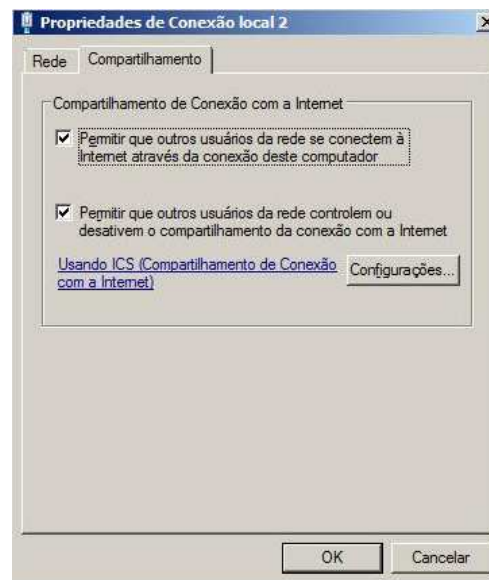 Propriedades de Conexão local 2
Rede
Compartilhamento
Compartilhamento de Conexão com a Internet
Permitir que outros usuários da rede se conectem à
Internet através da conexão deste computador
Permitir que outros usuários da rede controlem ou
desativem o compartilhamento da conexão com a Internet
Usando ICS (Compartilhamento de Conexão
com a Internet)
Configurações...
OK
Cancelar